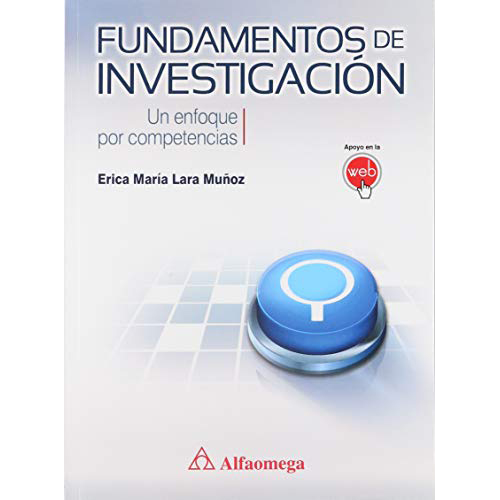 FUNDAMENTOS DE
INVESTIGACIÓN
Un enfoque
por competencias
Apoyo en la
web
Erica María Lara Muñoz
Alfaomega